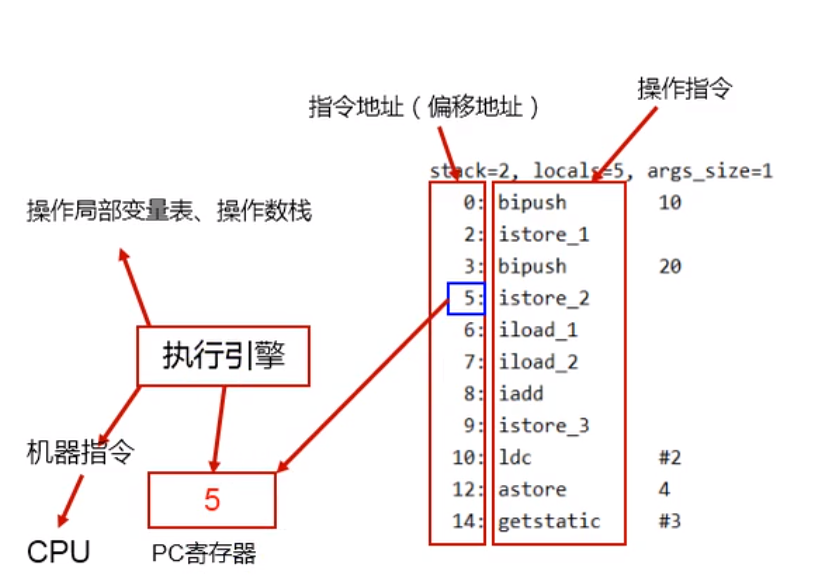 操作指令
指令地址（偏移地址）
stack=2, locals=5, args_size=1
操作局部变量表、操作数栈
0: bipush 10
2: istore_1
3: bipush 20
5: istore_2
6: iload_1
7: iload_2
8: iadd
9: istore_3
10: ldc #2
12: astore 4
14: getstatic #3
执行引擎
机器指令
5
CPU
PC寄存器